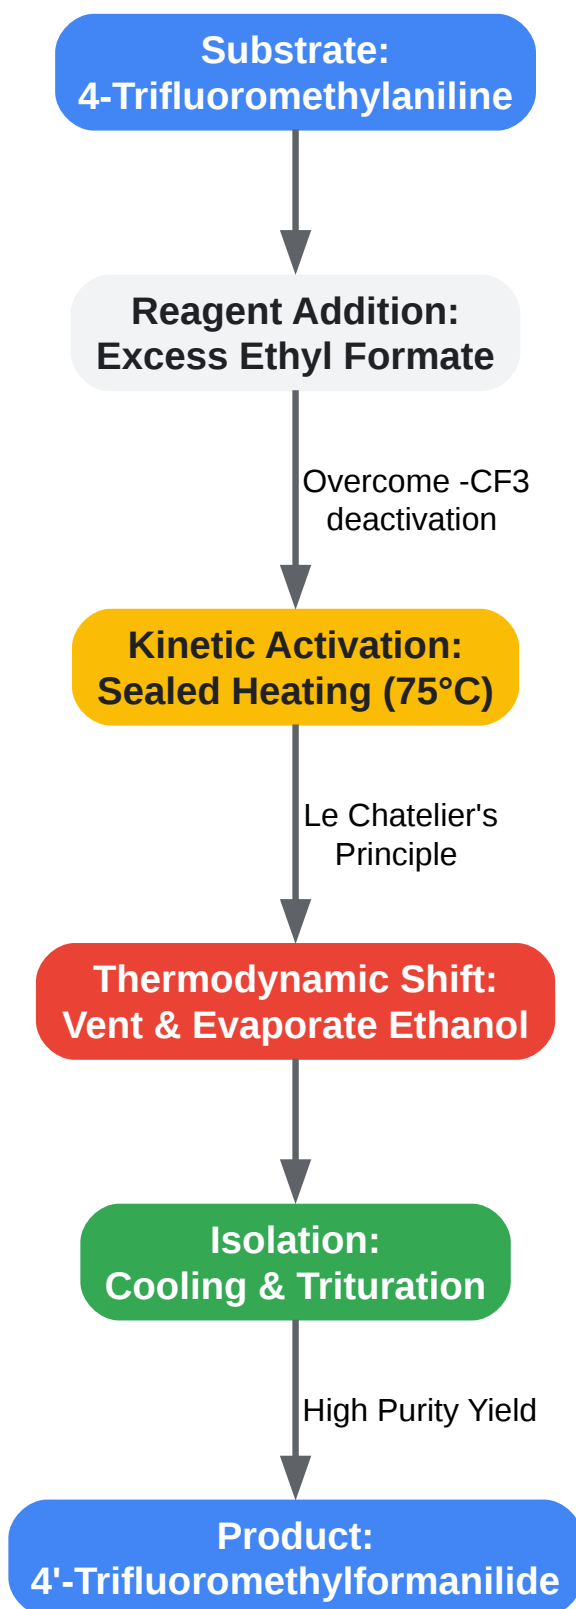 Substrate:
4-Trifluoromethylaniline
Reagent Addition:
Excess Ethyl Formate
Overcome -CF3
deactivation
Kinetic Activation:
Sealed Heating (75°C)
Le Chatelier's
Principle
Thermodynamic Shift:
Vent & Evaporate Ethanol
Isolation:
Cooling & Trituration
High Purity Yield
Product:
4'-Trifluoromethylformanilide